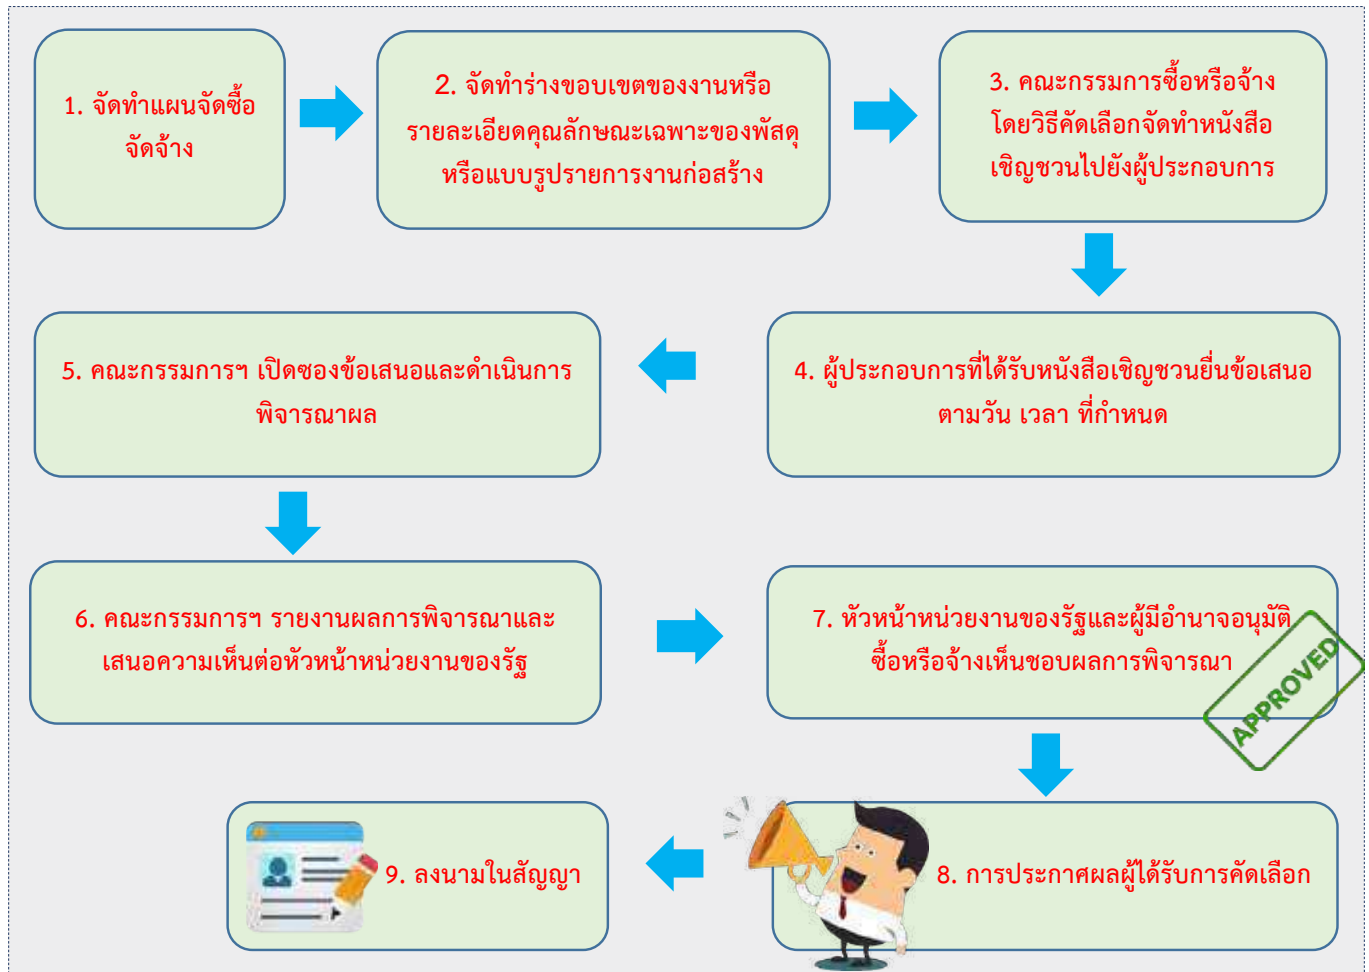 1. จัดทำแผนจัดซื้อ
จัดจ้าง
2. จัดทำร่างขอบเขตของงานหรือ
รายละเอียดคุณลักษณะเฉพาะของพัสดุ
หรือแบบรูปรายการงานก่อสร้าง
3. คณะกรรมการซื้อหรือจ้าง
โดยวิธีคัดเลือกจัดทำหนังสือ
เชิญชวนไปยังผู้ประกอบการ
4. ผู้ประกอบการที่ได้รับหนังสือเชิญชวนยื่นข้อเสนอ
ตามวัน เวลา ที่กำหนด
5. คณะกรรมการฯ เปิดซองข้อเสนอและดำเนินการ
พิจารณาผล
6. คณะกรรมการฯ รายงานผลการพิจารณาและ
เสนอความเห็นต่อหัวหน้าหน่วยงานของรัฐ
7. หัวหน้าหน่วยงานของรัฐและผู้มีอำนาจอนุมัติ
ซื้อหรือจ้างเห็นชอบผลการพิจารณา
APPROVED
8. การประกาศผลผู้ได้รับการคัดเลือก
9. ลงนามในสัญญา